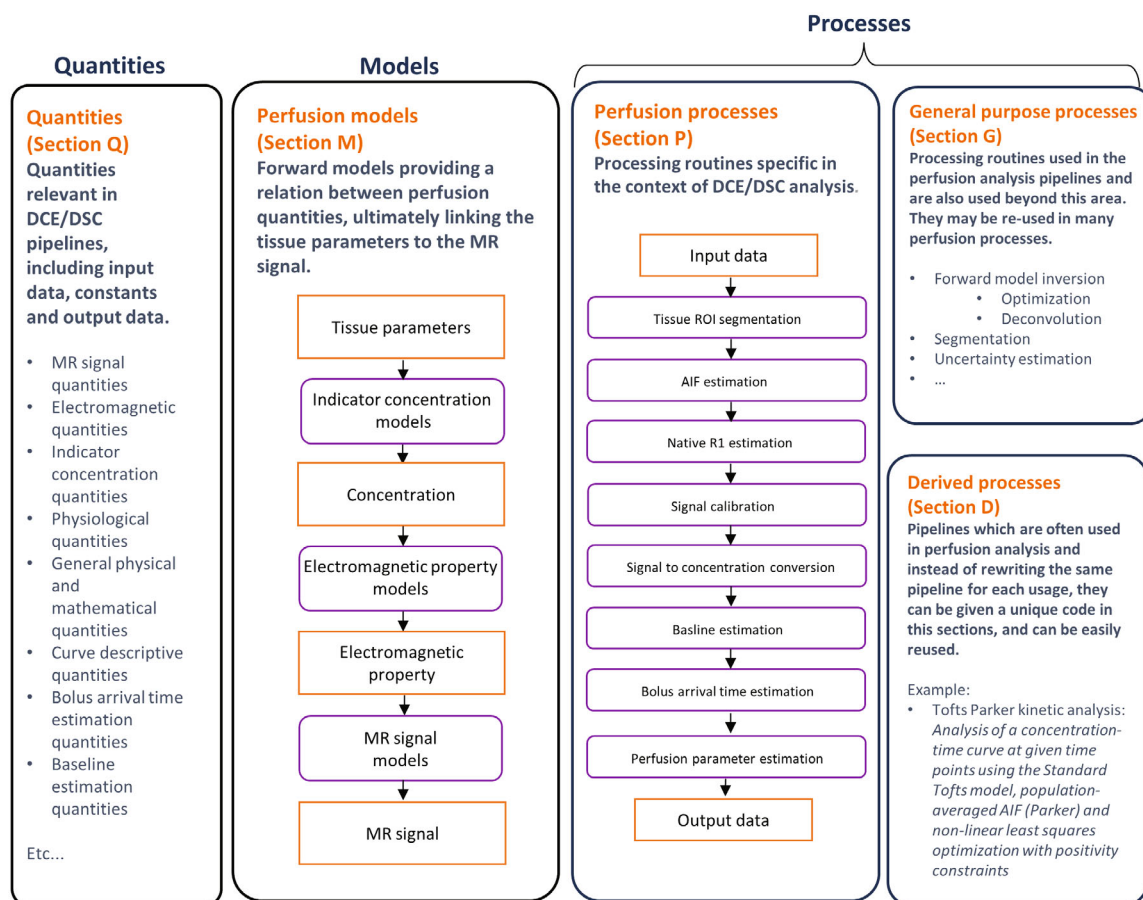 Quantities
Quantities
(Section Q)
Quantities
relevant in
DCE/DSC
pipelines,
including input
data, constants
and output data.
• MR signal
quantities
• Electromagnetic
quantities
• Indicator
concentration
quantities
• Physiological
quantities
• General physical
and
mathematical
quantities
• Curve descriptive
quantities
• Bolus arrival time
estimation
quantities
• Baseline
estimation
quantities
Etc...
Models
Perfusion models
(Section M)
Forward models providing a
relation between perfusion
quantities, ultimately linking the
tissue parameters to the MR
signal.
Tissue parameters
Indicator concentration
models
Concentration
Electromagnetic property
models
Electromagnetic
property
MR signal
models
MR signal
Processes
Perfusion processes
(Section P)
Processing routines specific in
the context of DCE/DSC analysis.
Input data
Tissue ROI segmentation
AIF estimation
Native R1 estimation
Signal calibration
Signal to concentration conversion
Basline estimation
Bolus arrival time estimation
Perfusion parameter estimation
Output data
General purpose processes
(Section G)
Processing routines used in the
perfusion analysis pipelines and
are also used beyond this area.
They may be re-used in many
perfusion processes.
• Forward model inversion
• Optimization
• Deconvolution
• Segmentation
• Uncertainty estimation
• ...
Derived processes
(Section D)
Pipelines which are often used
in perfusion analysis and
instead of rewriting the same
pipeline for each usage, they
can be given a unique code in
this sections, and can be easily
reused.
Example:
• Tofts Parker kinetic analysis:
Analysis of a concentration-
time curve at given time
points using the Standard
Tofts model, population-
averaged AIF (Parker) and
non-linear least squares
optimization with positivity
constraints